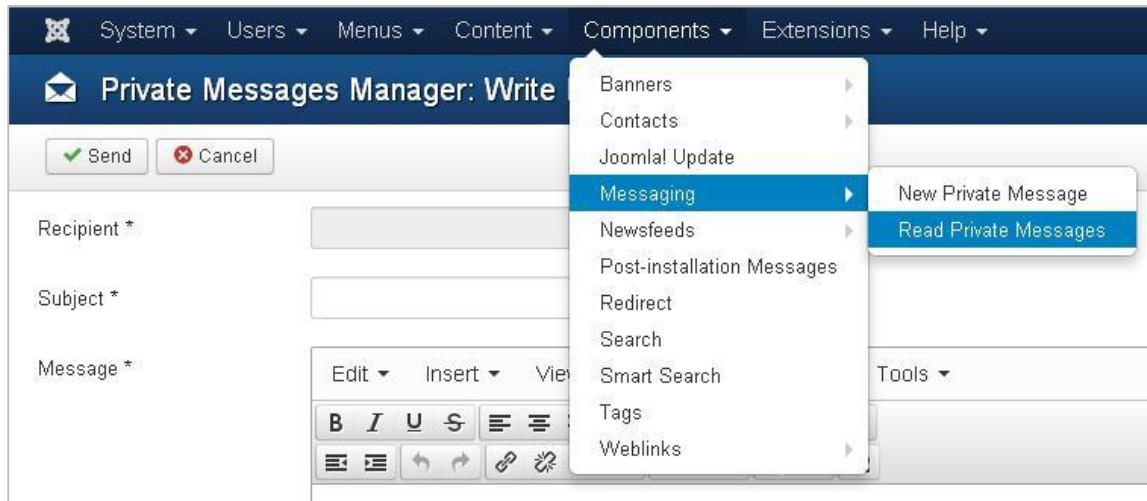 System Users Menus Content Components Extensions Help
Private Messages Manager: Write
Banners
Contacts
Send Cancel
Joomla! Update
Messaging
New Private Message
Recipient *
Newsfeeds
Read Private Messages
Post-installation Messages
Subject *
Redirect
Search
Message *
Edit Insert Smart Search Tools
Tags
B I U S
Weblinks